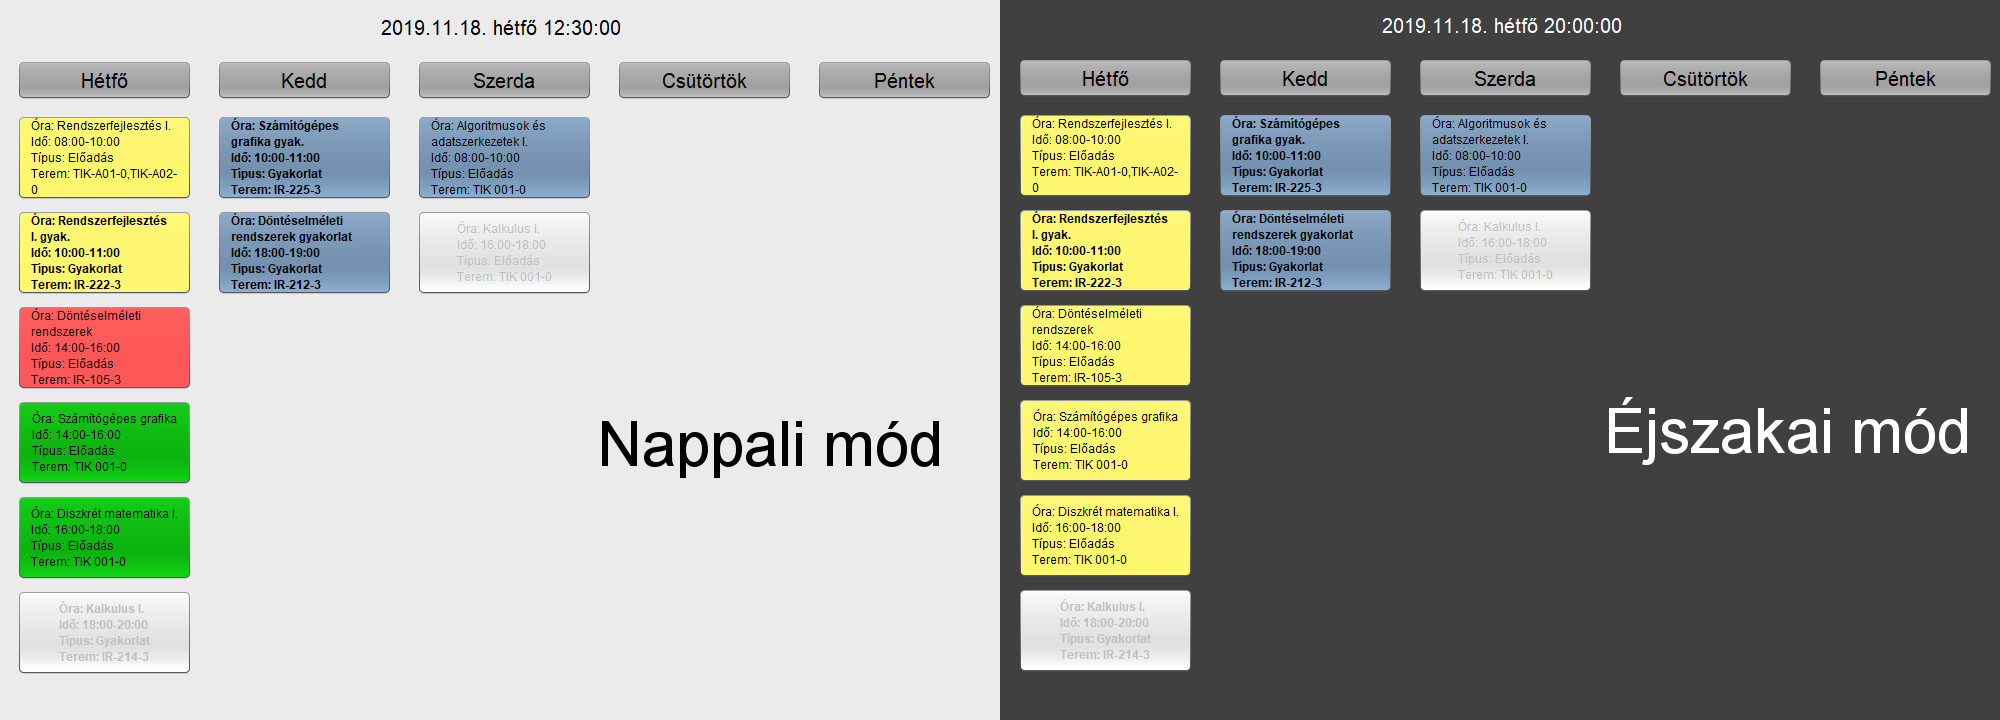 2019.11.18. hétfő 12:30:00
Hétfő
Kedd
Szerda
Csütörtök
Péntek
Óra: Rendszerfejlesztés I.
Idő: 08:00-10:00
Típus: Előadás
Terem: TIK-A01-0,TIK-A02-
0
Óra: Rendszerfejlesztés
I. gyak.
Idő: 10:00-11:00
Típus: Gyakorlat
Terem: IR-222-3
Óra: Döntéselméleti
rendszerek
Idő: 14:00-16:00
Típus: Előadás
Terem: IR-105-3
Óra: Számítógépes grafika
Idő: 14:00-16:00
Típus: Előadás
Terem: TIK 001-0
Óra: Diszkrét matematika I.
Idő: 16:00-18:00
Típus: Előadás
Terem: TIK 001-0
Óra: Kalkulus I.
Idő: 18:00-20:00
Típus: Gyakorlat
Terem: IR-214-3
Óra: Számítógépes
grafika gyak.
Idő: 10:00-11:00
Típus: Gyakorlat
Terem: IR-225-3
Óra: Döntéselméleti
rendszerek gyakorlat
Idő: 18:00-19:00
Típus: Gyakorlat
Terem: IR-212-3
Óra: Algoritmusok és
adatszerkezetek I.
Idő: 08:00-10:00
Típus: Előadás
Terem: TIK 001-0
Óra: Kalkulus I.
Idő: 16:00-18:00
Típus: Előadás
Terem: TIK 001-0
Nappali mód
2019.11.18. hétfő 20:00:00
Hétfő
Kedd
Szerda
Csütörtök
Péntek
Óra: Rendszerfejlesztés I.
Idő: 08:00-10:00
Típus: Előadás
Terem: TIK-A01-0,TIK-A02-
0
Óra: Rendszerfejlesztés
I. gyak.
Idő: 10:00-11:00
Típus: Gyakorlat
Terem: IR-222-3
Óra: Döntéselméleti
rendszerek
Idő: 14:00-16:00
Típus: Előadás
Terem: IR-105-3
Óra: Számítógépes grafika
Idő: 14:00-16:00
Típus: Előadás
Terem: TIK 001-0
Óra: Diszkrét matematika I.
Idő: 16:00-18:00
Típus: Előadás
Terem: TIK 001-0
Óra: Kalkulus I.
Idő: 18:00-20:00
Típus: Gyakorlat
Terem: IR-214-3
Óra: Számítógépes
grafika gyak.
Idő: 10:00-11:00
Típus: Gyakorlat
Terem: IR-225-3
Óra: Döntéselméleti
rendszerek gyakorlat
Idő: 18:00-19:00
Típus: Gyakorlat
Terem: IR-212-3
Óra: Algoritmusok és
adatszerkezetek I.
Idő: 08:00-10:00
Típus: Előadás
Terem: TIK 001-0
Óra: Kalkulus I.
Idő: 16:00-18:00
Típus: Előadás
Terem: TIK 001-0
Éjszakai mód